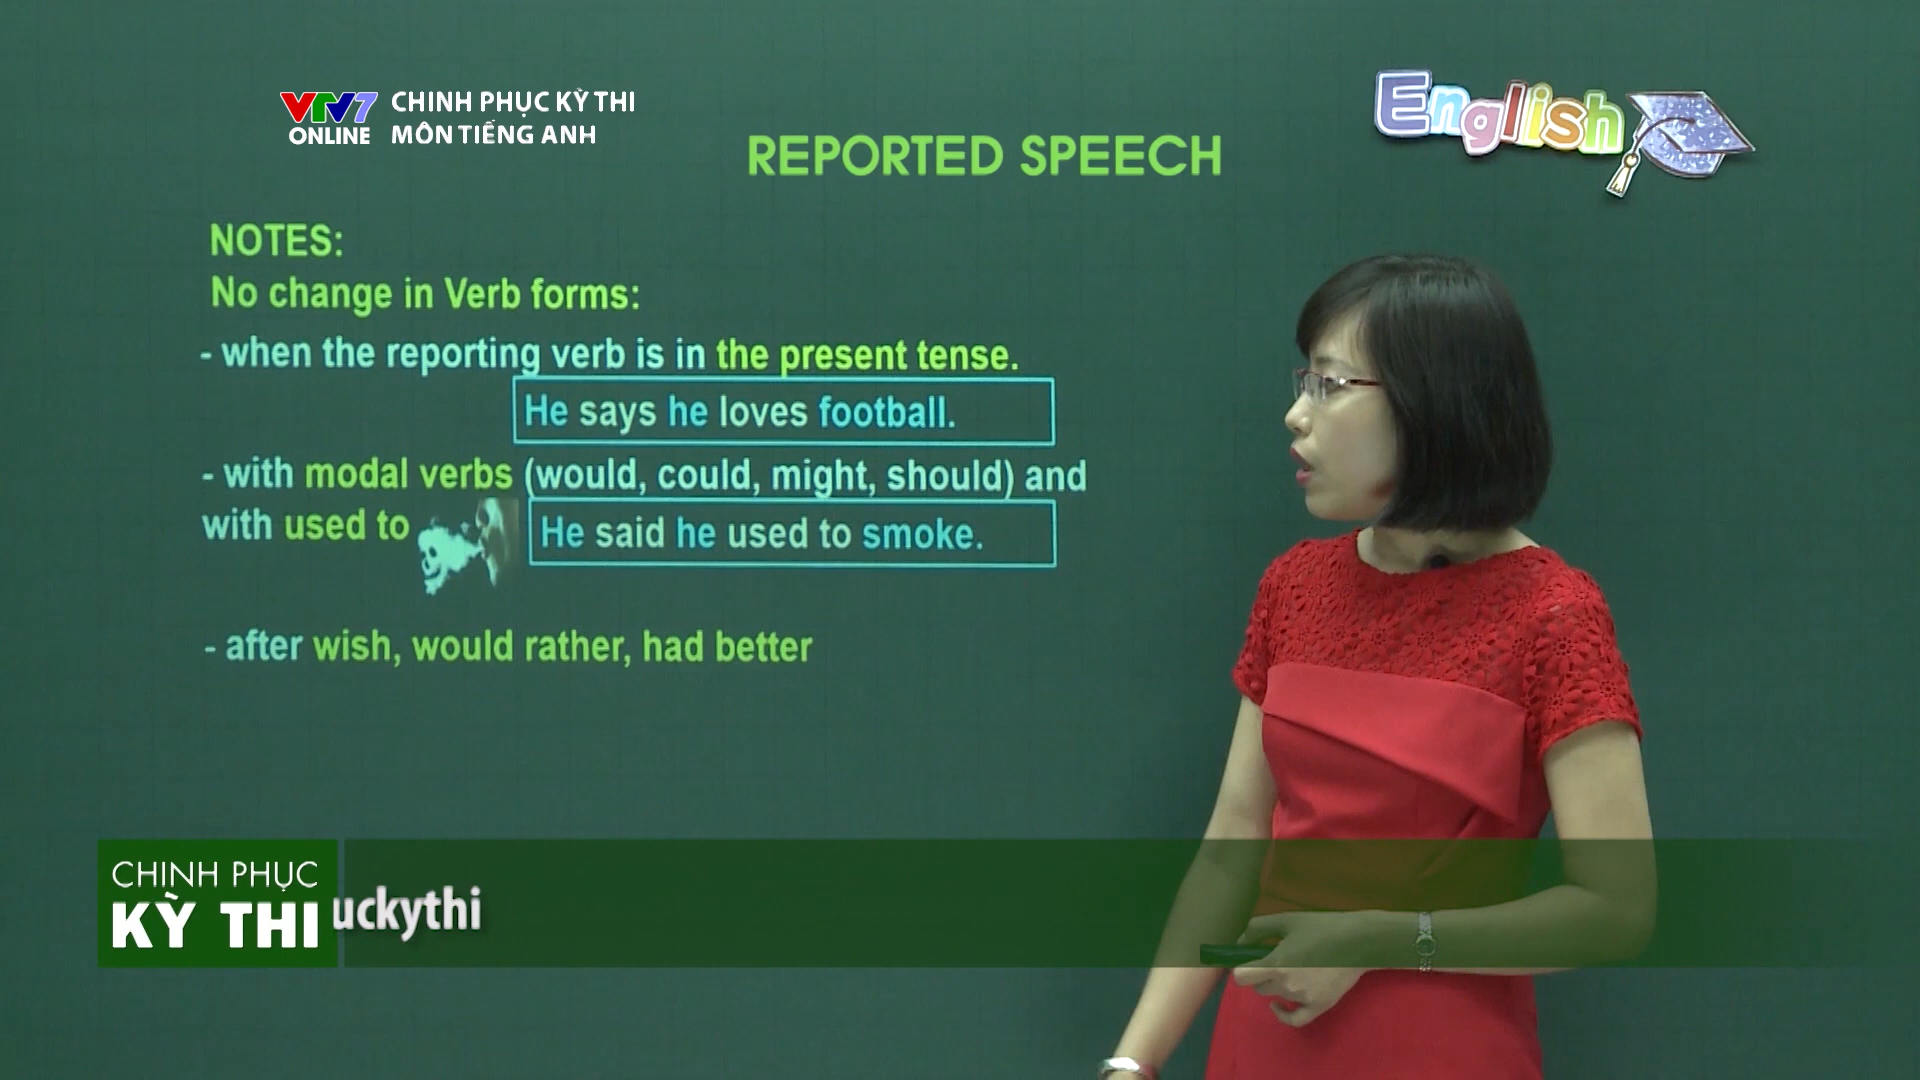 VTV7
ONLINE
CHINH PHỤC KỲ THI
MÔN TIẾNG ANH
REPORTED SPEECH
English
NOTES:
No change in Verb forms:
- when the reporting verb is in the present tense.
He says he loves football.
- with modal verbs (would, could, might, should) and
with used to
He said he used to smoke.
- after wish, would rather, had better
CHINH PHỤC
KỲ THI
uckythi